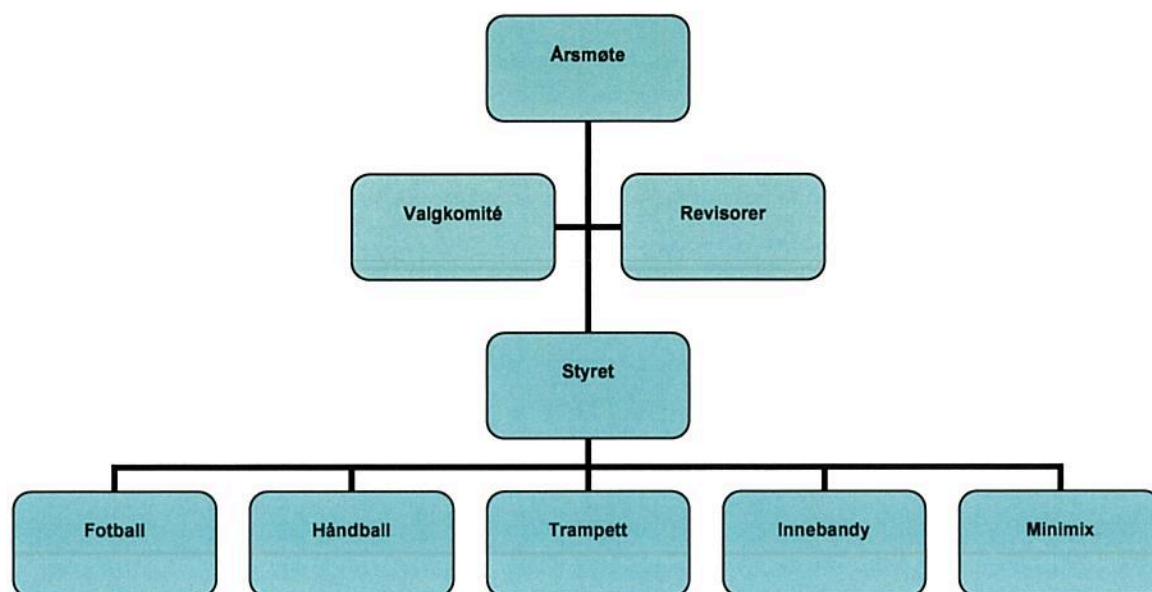 Årsmøte
Valgkomité
Revisorer
Styret
Fotball
Håndball
Trampett
Innebandy
Minimix